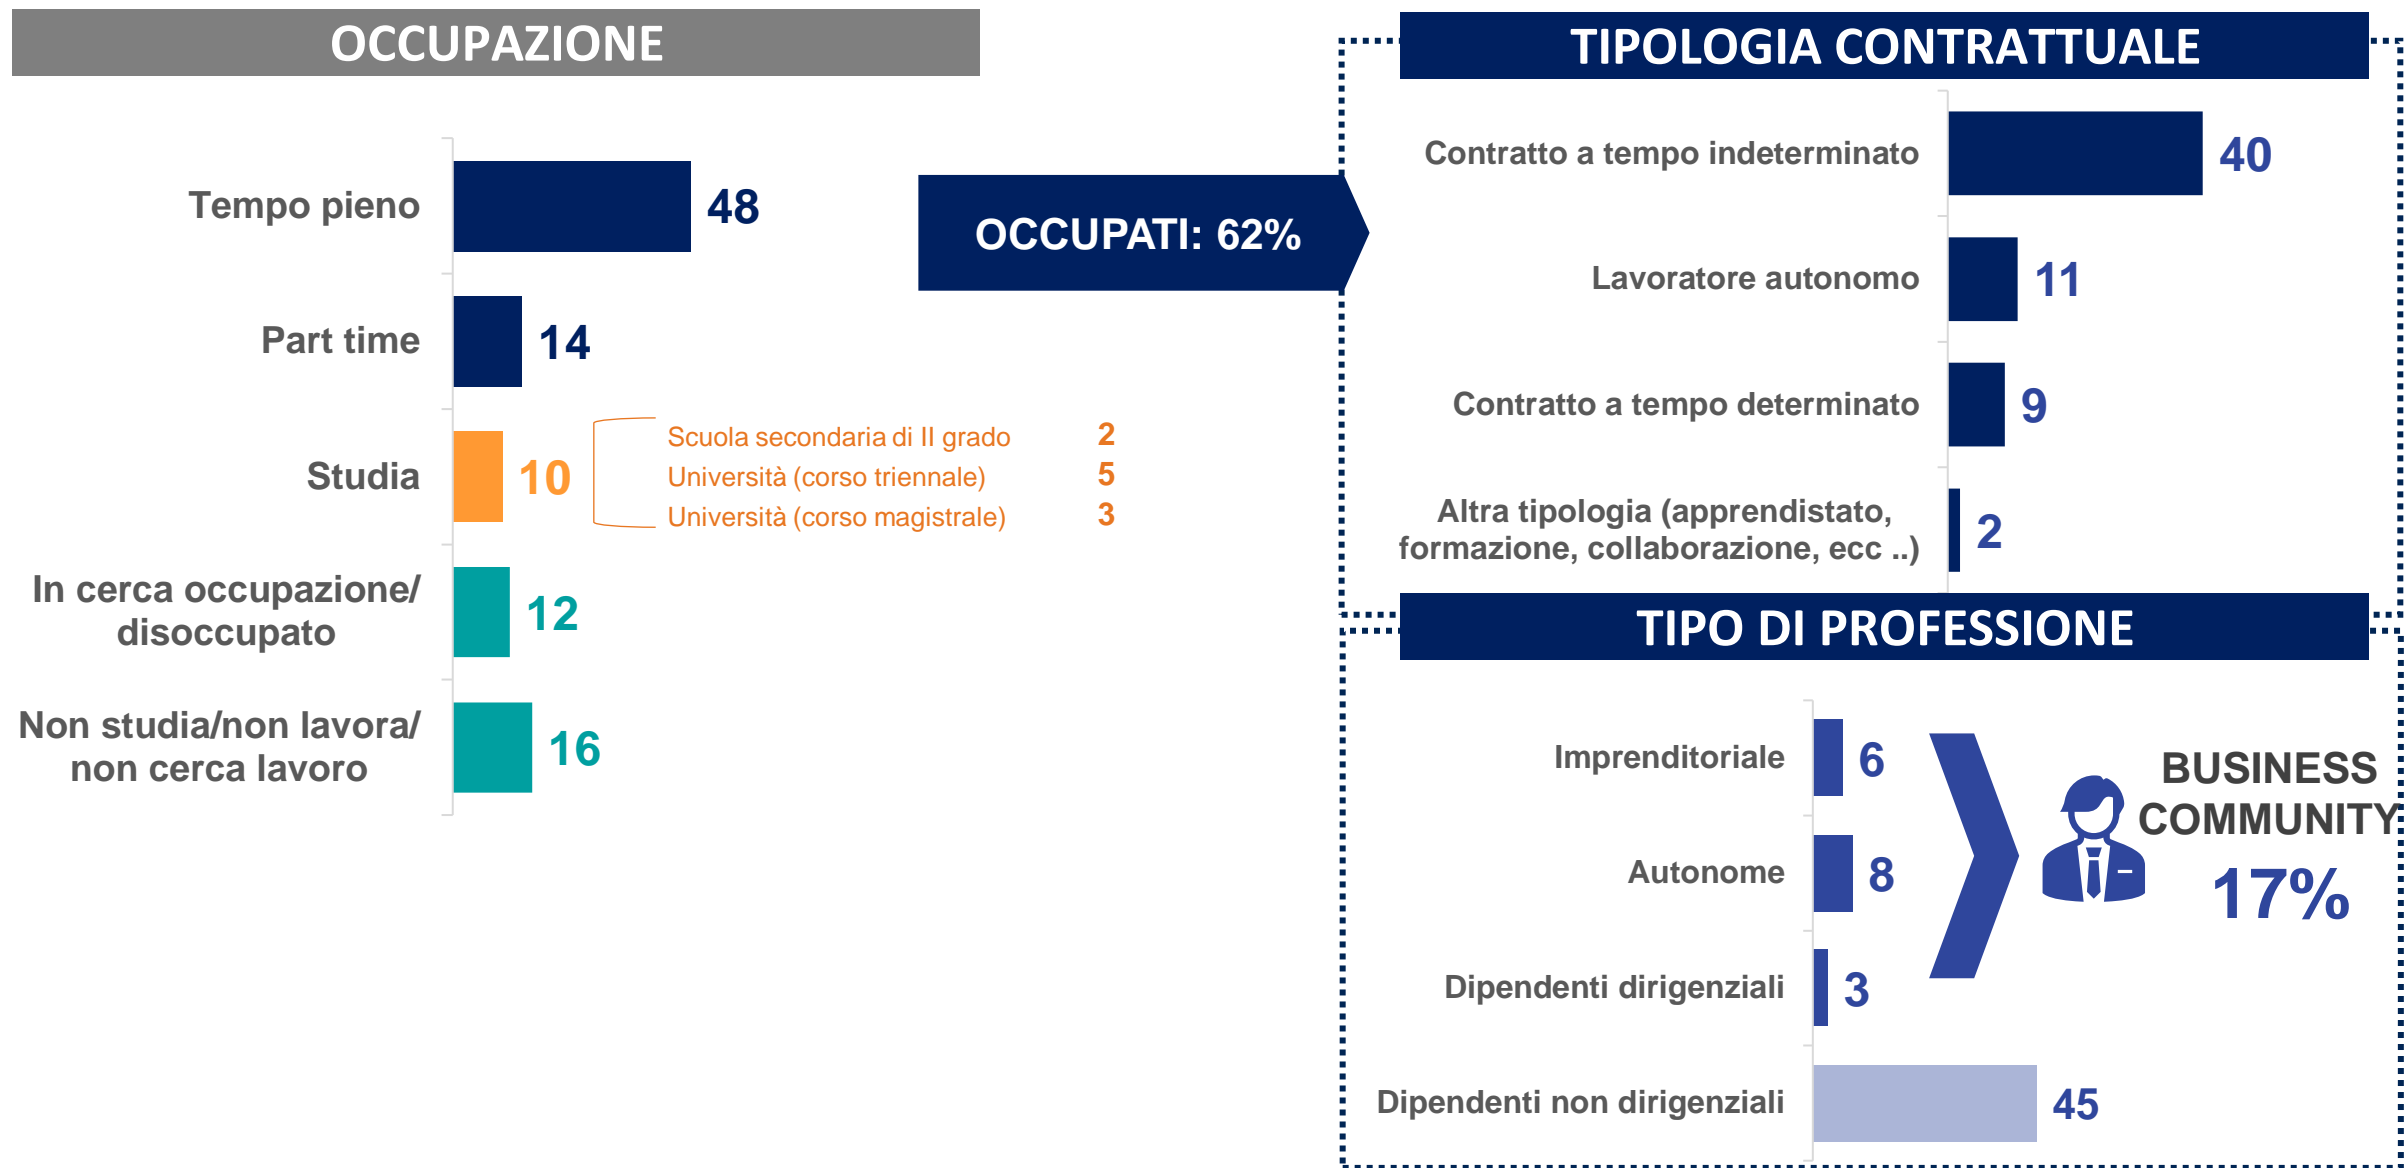 OCCUPAZIONE
Tempo pieno 48
Part time 14
Studia 10
Scuola secondaria di II grado 2
Università (corso triennale) 5
Università (corso magistrale) 3
In cerca occupazione/
disoccupato
12
Non studia/non lavora/
non cerca lavoro
16
OCCUPATI: 62%
TIPOLOGIA CONTRATTUALE
Contratto a tempo indeterminato 40
Lavoratore autonomo 11
Contratto a tempo determinato 9
Altra tipologia (apprendistato,
formazione, collaborazione, ecc ..)
2
TIPO DI PROFESSIONE
Imprenditoriale 6
Autonome 8
Dipendenti dirigenziali 3
Dipendenti non dirigenziali 45
BUSINESS
COMMUNITY
17%